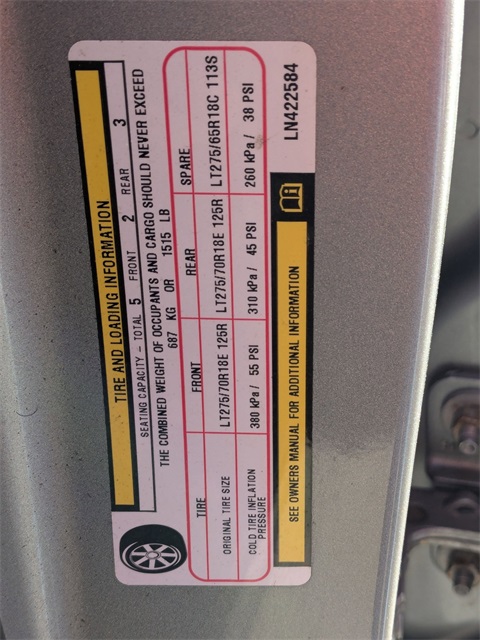 TIRE AND LOADING INFORMATION
SEATING CAPACITY - TOTAL 5 FRONT 2 REAR 3
THE COMBINED WEIGHT OF OCCUPANTS AND CARGO SHOULD NEVER EXCEED
687 KG OR 1515 LB
TIRE FRONT REAR SPARE
ORIGINAL TIRE SIZE LT275/70R18E 125R LT275/70R18E 125R LT275/65R18C 113S
COLD TIRE INFLATION PRESSURE 380 kPa/ 55 PSI 310 kPa/ 45 PSI 260 kPa/ 38 PSI
SEE OWNERS MANUAL FOR ADDITIONAL INFORMATION
LN422584